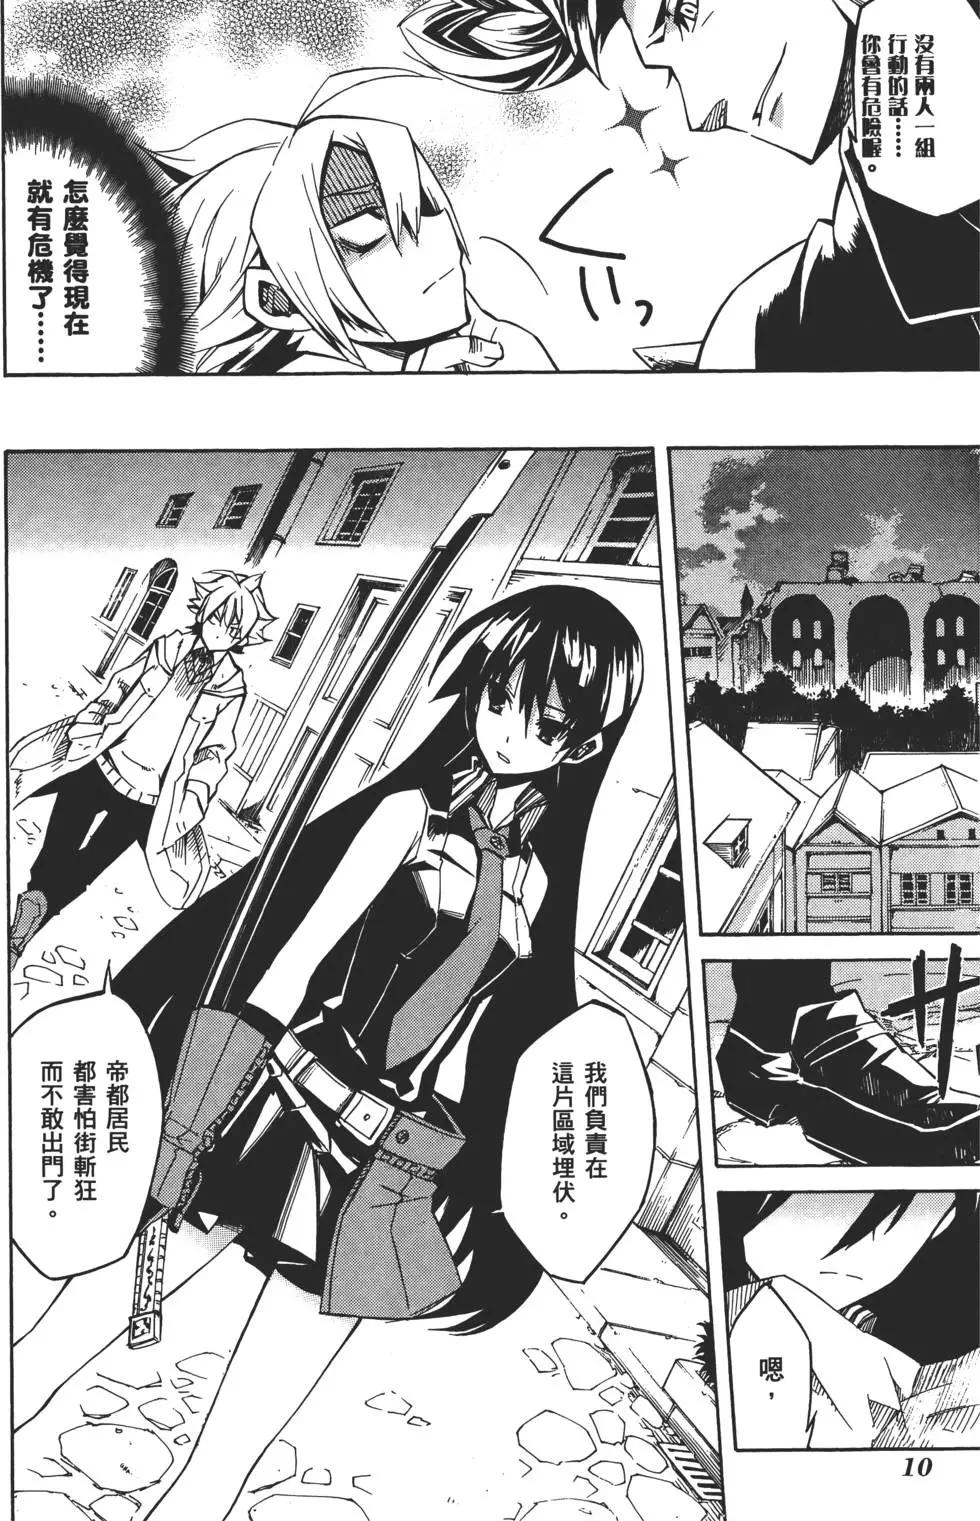 沒有兩人一組
行動的話……
你會有危險喔。
怎麼覺得現在
就有危機了……
嗯，
我們負責在
這片區域埋伏。
帝都居民
都害怕街斬狂
而不敢出門了。
10